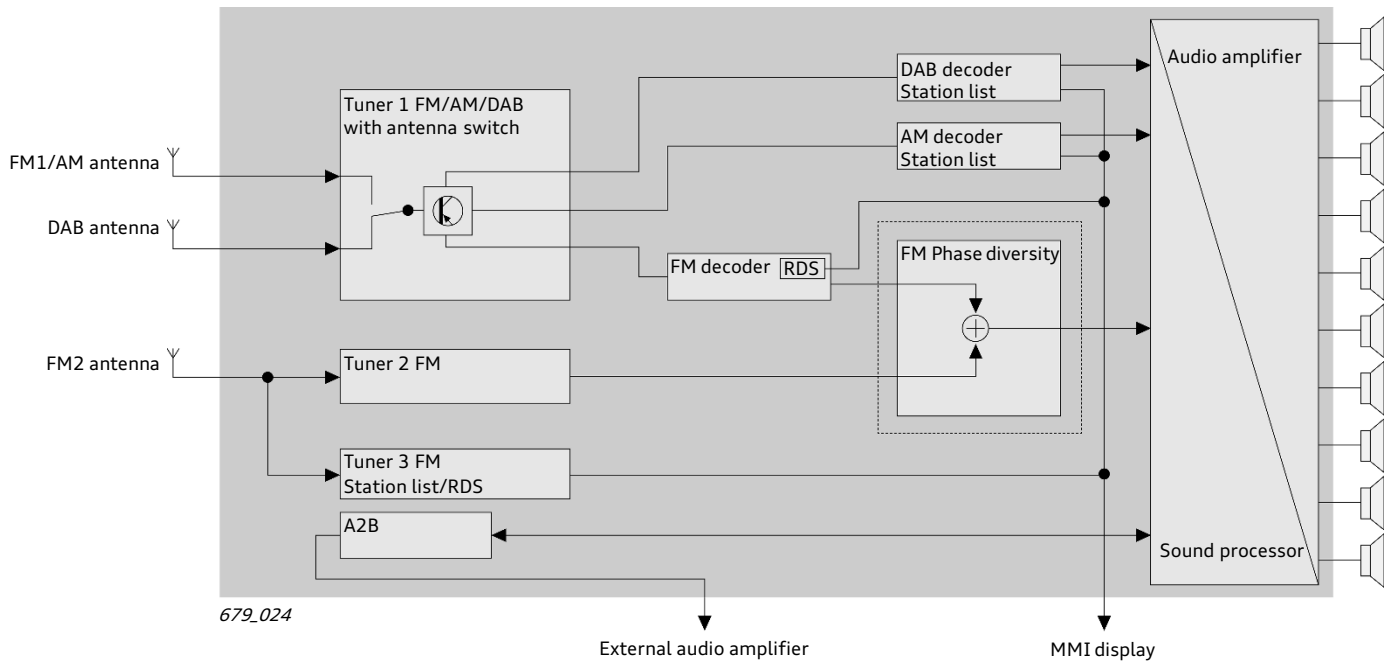 DAB decoder
Station list
Audio amplifier
Tuner 1 FM/AM/DAB
with antenna switch
AM decoder
Station list
FM1/AM antenna
DAB antenna
FM decoder RDS
FM Phase diversity
FM2 antenna
Tuner 2 FM
Tuner 3 FM
Station list/RDS
A2B
Sound processor
679_024
External audio amplifier
MMI display